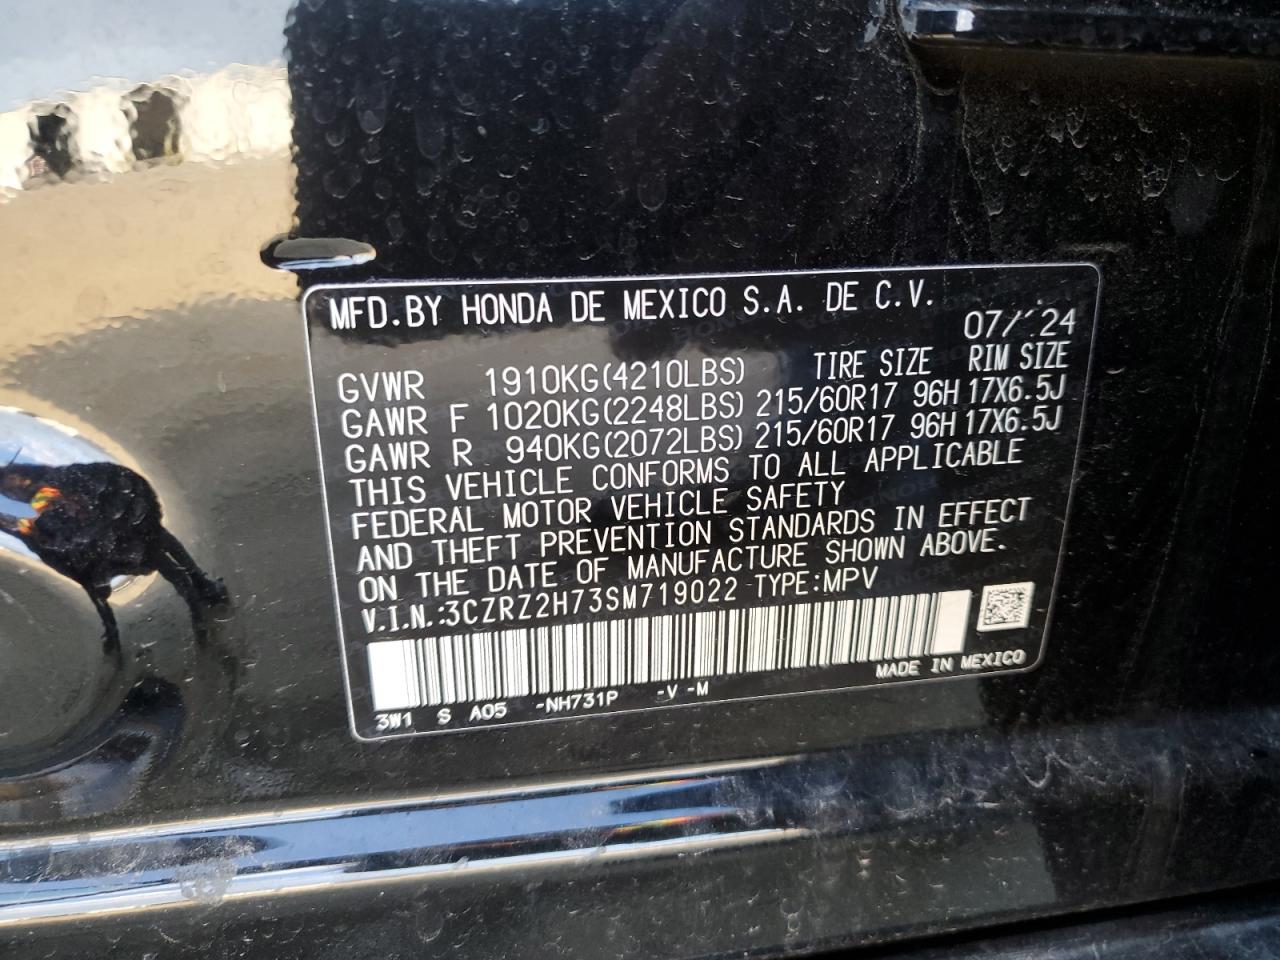 MFD.BY HONDA DE MEXICO S.A. DE C.V.
07/'24
GVWR 1910KG(4210LBS) TIRE SIZE RIM SIZE
GAWR F 1020KG(2248LBS) 215/60R17 96H 17X6.5J
GAWR R 940KG(2072LBS) 215/60R17 96H 17X6.5J
THIS VEHICLE CONFORMS TO ALL APPLICABLE
FEDERAL MOTOR VEHICLE SAFETY
AND THEFT PREVENTION STANDARDS IN EFFECT
ON THE DATE OF MANUFACTURE SHOWN ABOVE.
V.I.N.:3CZRZ2H73SM719022 TYPE:MPV
MADE IN MEXICO
3W1 S A05 -NH731P -V -M